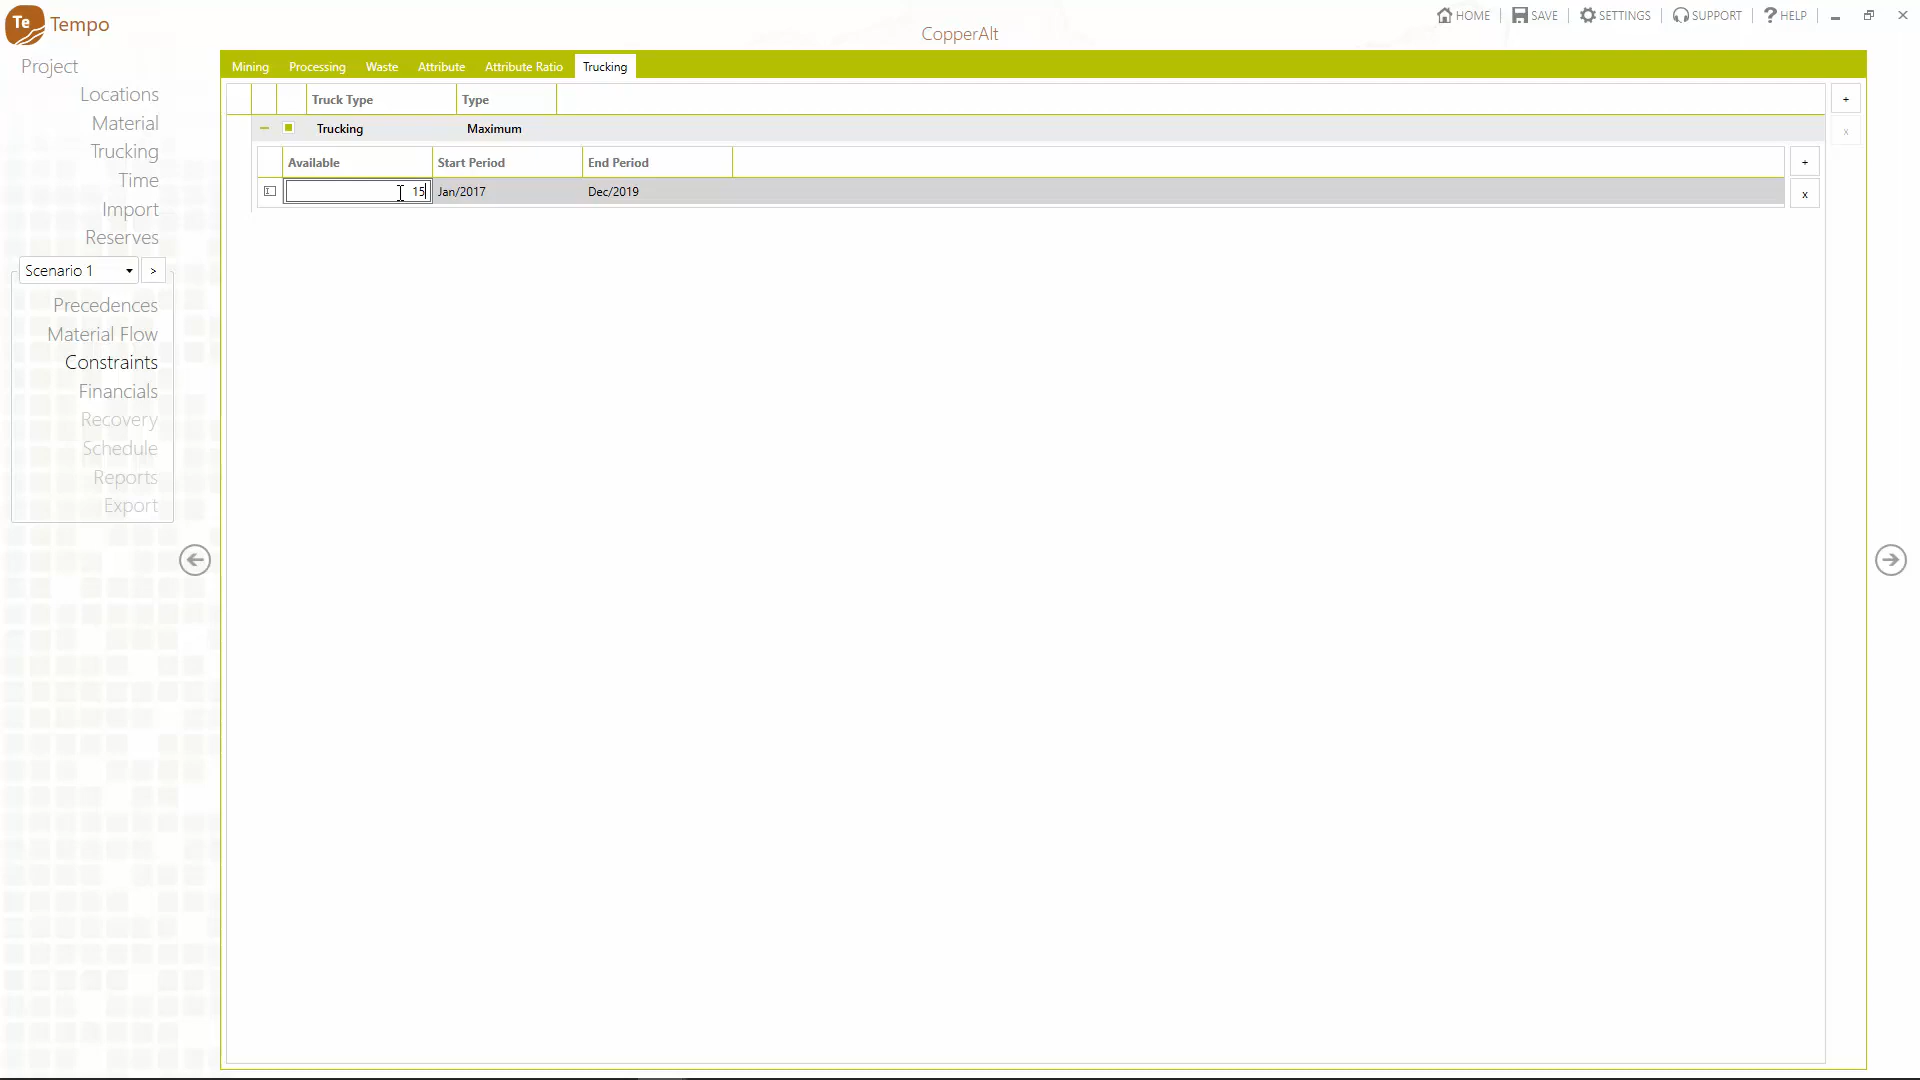 Te Tempo
CopperAlt
HOME SAVE SETTINGS SUPPORT ? HELP
Project
Locations
Material
Trucking
Time
Import
Reserves
Scenario 1 >
Precedences
Material Flow
Constraints
Financials
Recovery
Schedule
Reports
Export
Mining Processing Waste Attribute Attribute Ratio Trucking
Truck Type Type +
Trucking Maximum x
Available Start Period End Period +
15 Jan/2017 Dec/2019 x